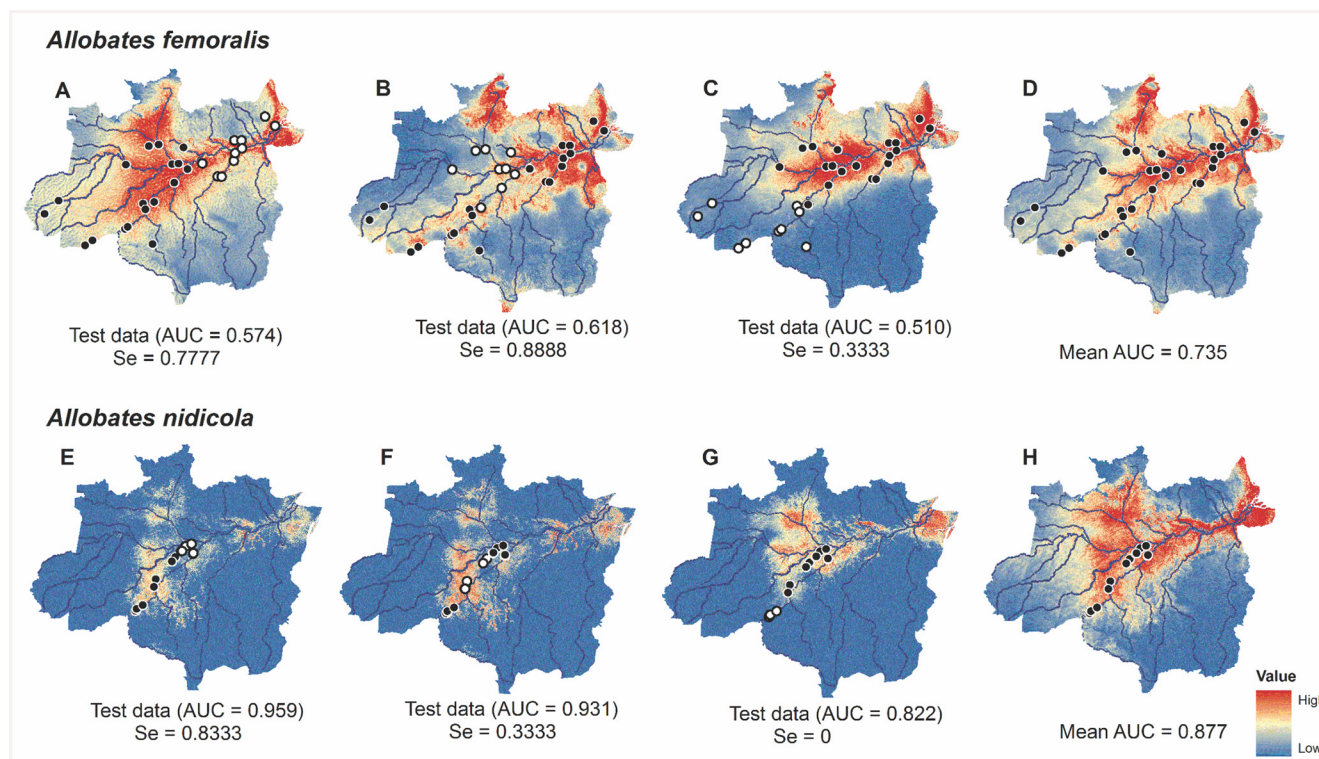 Allobates femoralis
A
B
C
D
Test data (AUC = 0.574)
Se = 0.7777
Test data (AUC = 0.618)
Se = 0.8888
Test data (AUC = 0.510)
Se = 0.3333
Mean AUC = 0.735
Allobates nidicola
E
F
G
H
Test data (AUC = 0.959)
Se = 0.8333
Test data (AUC = 0.931)
Se = 0.3333
Test data (AUC = 0.822)
Se = 0
Mean AUC = 0.877
Value
High
Low